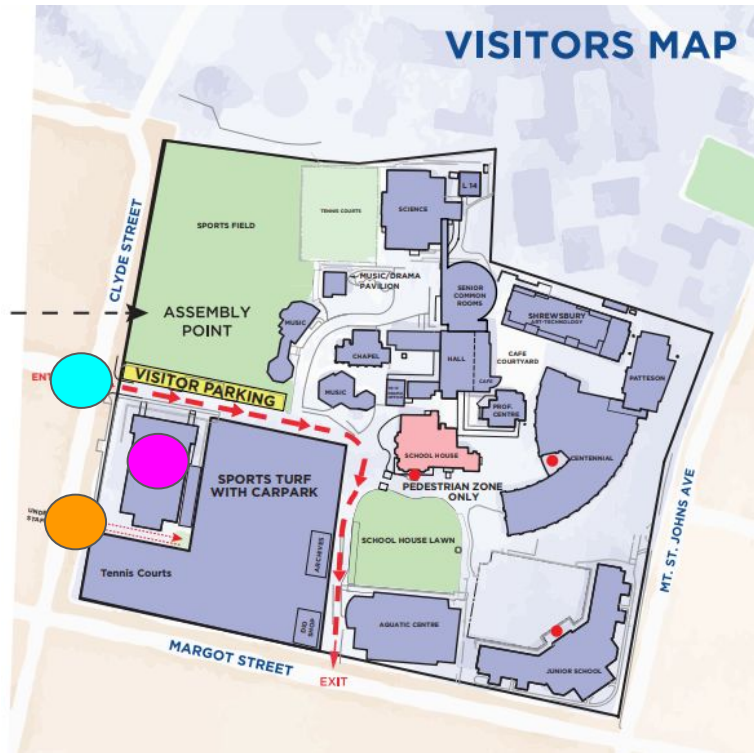 VISITORS MAP
L 14
SCIENCE
TENNIS COURTS
SPORTS FIELD
CLYDE STREET
MUSIC/DRAMA
PAVILION
SENIOR
COMMON
ROOMS
SHREWSBURY
ART-TECHNOLOGY
ASSEMBLY
POINT
MUSIC
CHAPEL
HALL
CAFE
COURTYARD
PATTESON
VISITOR PARKING
MUSIC
CAFE
PROF.
CENTRE
SCHOOL HOUSE
CENTENNIAL
SPORTS TURF
WITH CARPARK
PEDESTRIAN ZONE
ONLY
SCHOOL HOUSE LAWN
ARCHIVES
MT. ST. JOHNS AVE
Tennis Courts
DIO
SHOP
AQUATIC CENTRE
JUNIOR SCHOOL
MARGOT STREET
EXIT